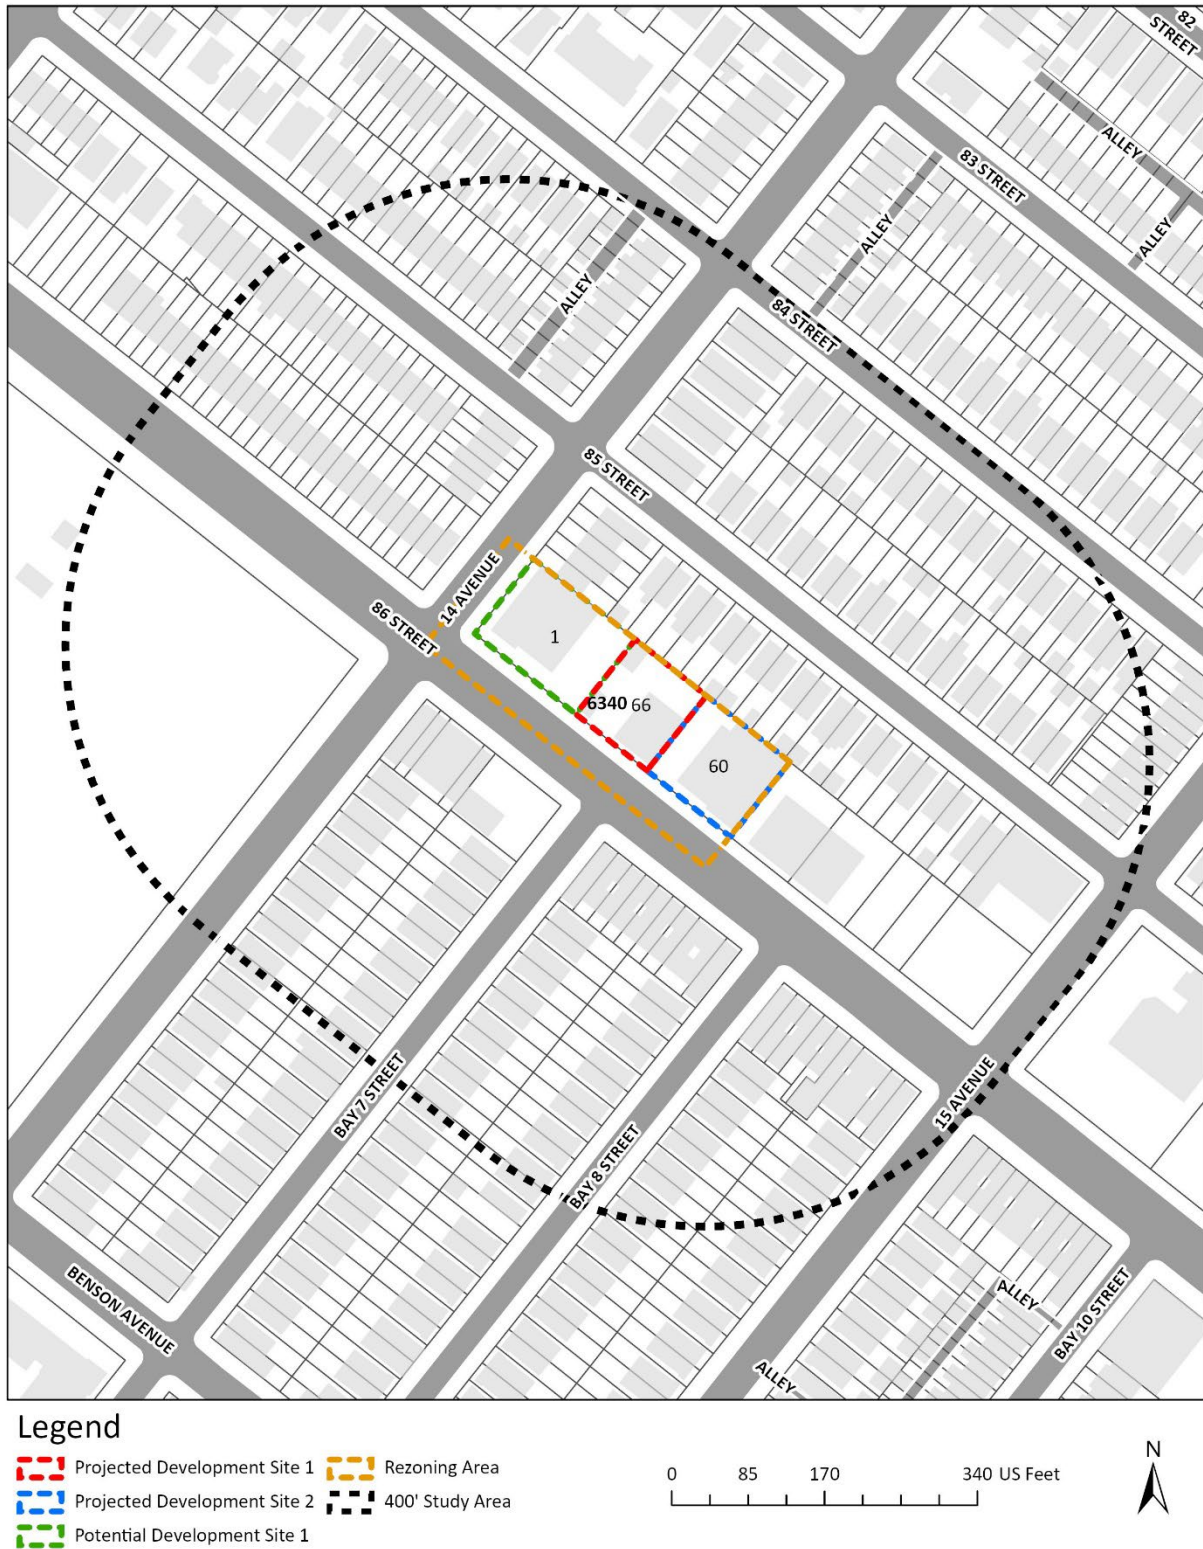 82
STREET
ALLEY
83 STREET
ALLEY
ALLEY
ALLEY
84 STREET
85 STREET
14 AVENUE
86 STREET
1
6340 66
60
15 AVENUE
BAY 7 STREET
BAY 8 STREET
BENSON AVENUE
ALLEY
BAY 10 STREET
ALLEY
Legend
Projected Development Site 1
Projected Development Site 2
Potential Development Site 1
Rezoning Area
400' Study Area
0 85 170 340 US Feet
N